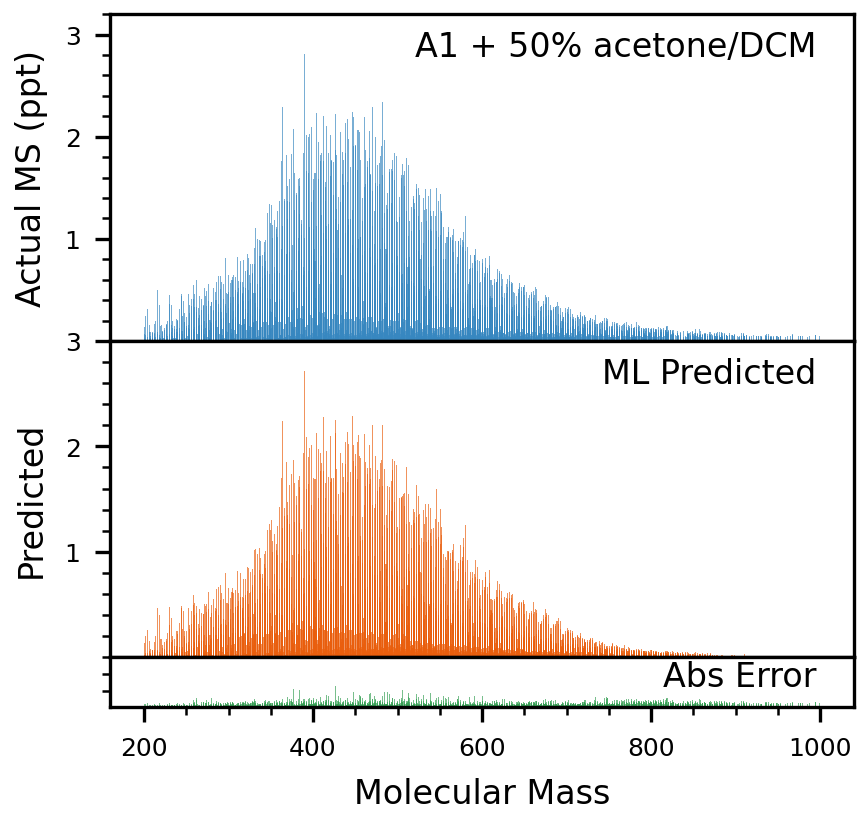 3
A1 + 50% acetone/DCM
2
1
Actual MS (ppt)
3
ML Predicted
2
1
Predicted
Abs Error
200 400 600 800 1000
Molecular Mass